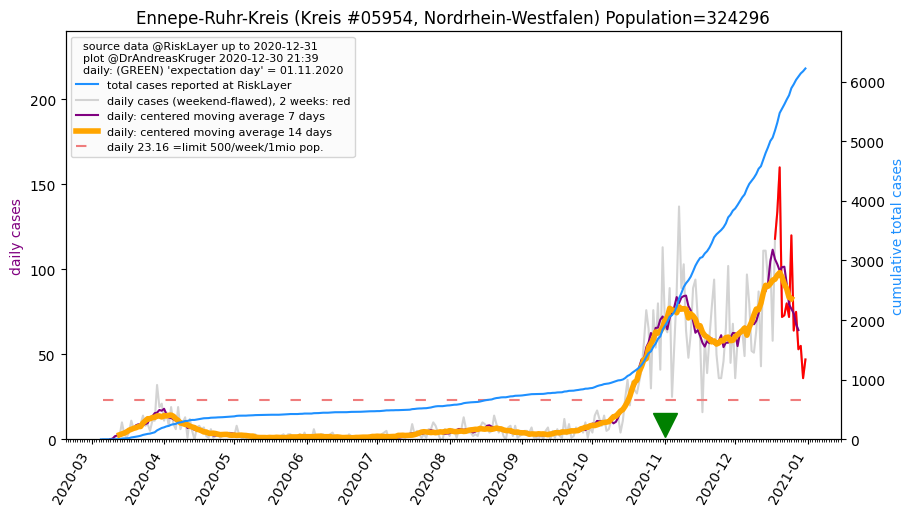 Ennepe-Ruhr-Kreis (Kreis #05954, Nordrhein-Westfalen) Population=324296
source data @RiskLayer up to 2020-12-31
plot @DrAndreasKruger 2020-12-30 21:39
daily: (GREEN) 'expectation day' = 01.11.2020
total cases reported at RiskLayer
daily cases (weekend-flawed), 2 weeks: red
daily: centered moving average 7 days
daily: centered moving average 14 days
daily 23.16 =limit 500/week/1mio pop.
daily cases
200
150
100
50
0
cumulative total cases
6000
5000
4000
3000
2000
1000
0
2020-03
2020-04
2020-05
2020-06
2020-07
2020-08
2020-09
2020-10
2020-11
2020-12
2021-01